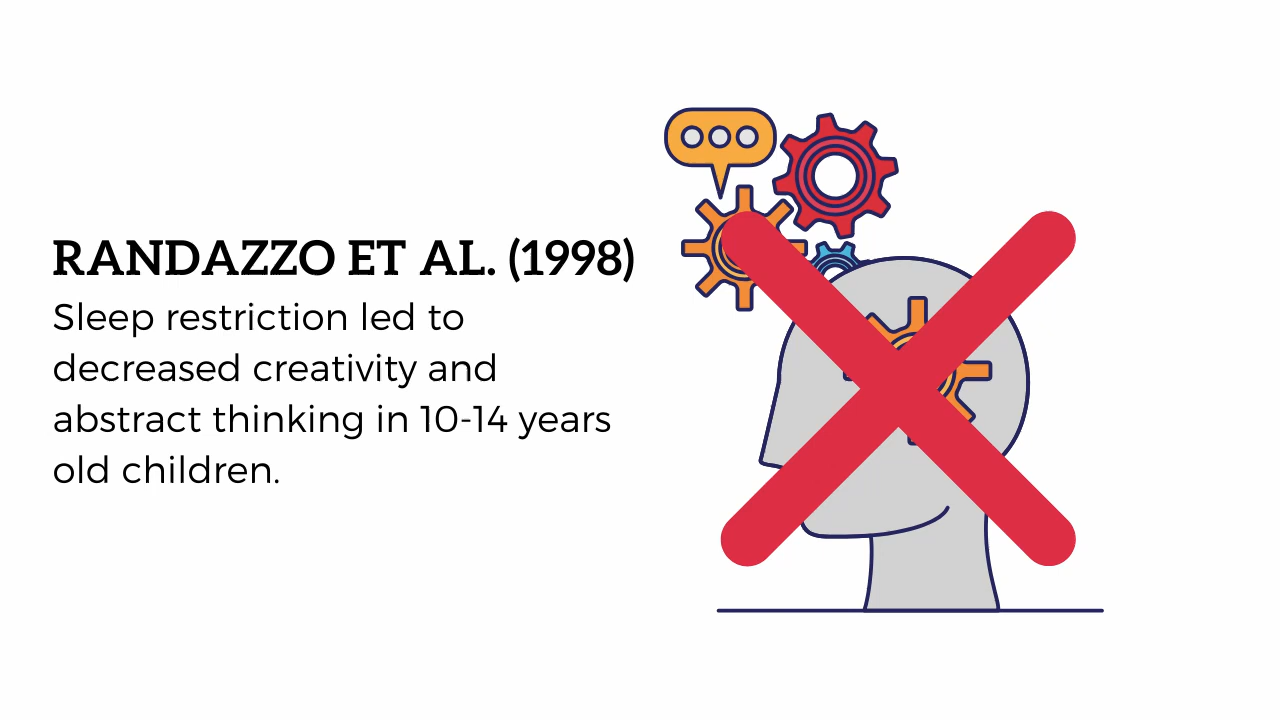 RANDAZZO ET AL. (1998)
Sleep restriction led to
decreased creativity and
abstract thinking in 10-14 years
old children.